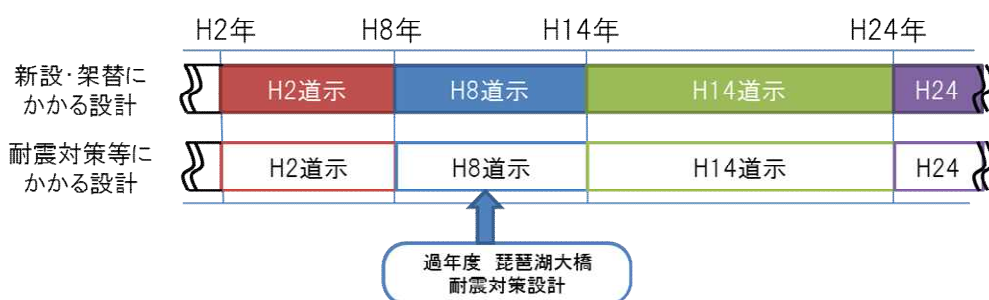 H2年 H8年 H14年 H24年
新設・架替に
かかる設計
H2道示 H8道示 H14道示 H24
耐震対策等に
かかる設計
H2道示 H8道示 H14道示 H24
過年度 琵琶湖大橋
耐震対策設計